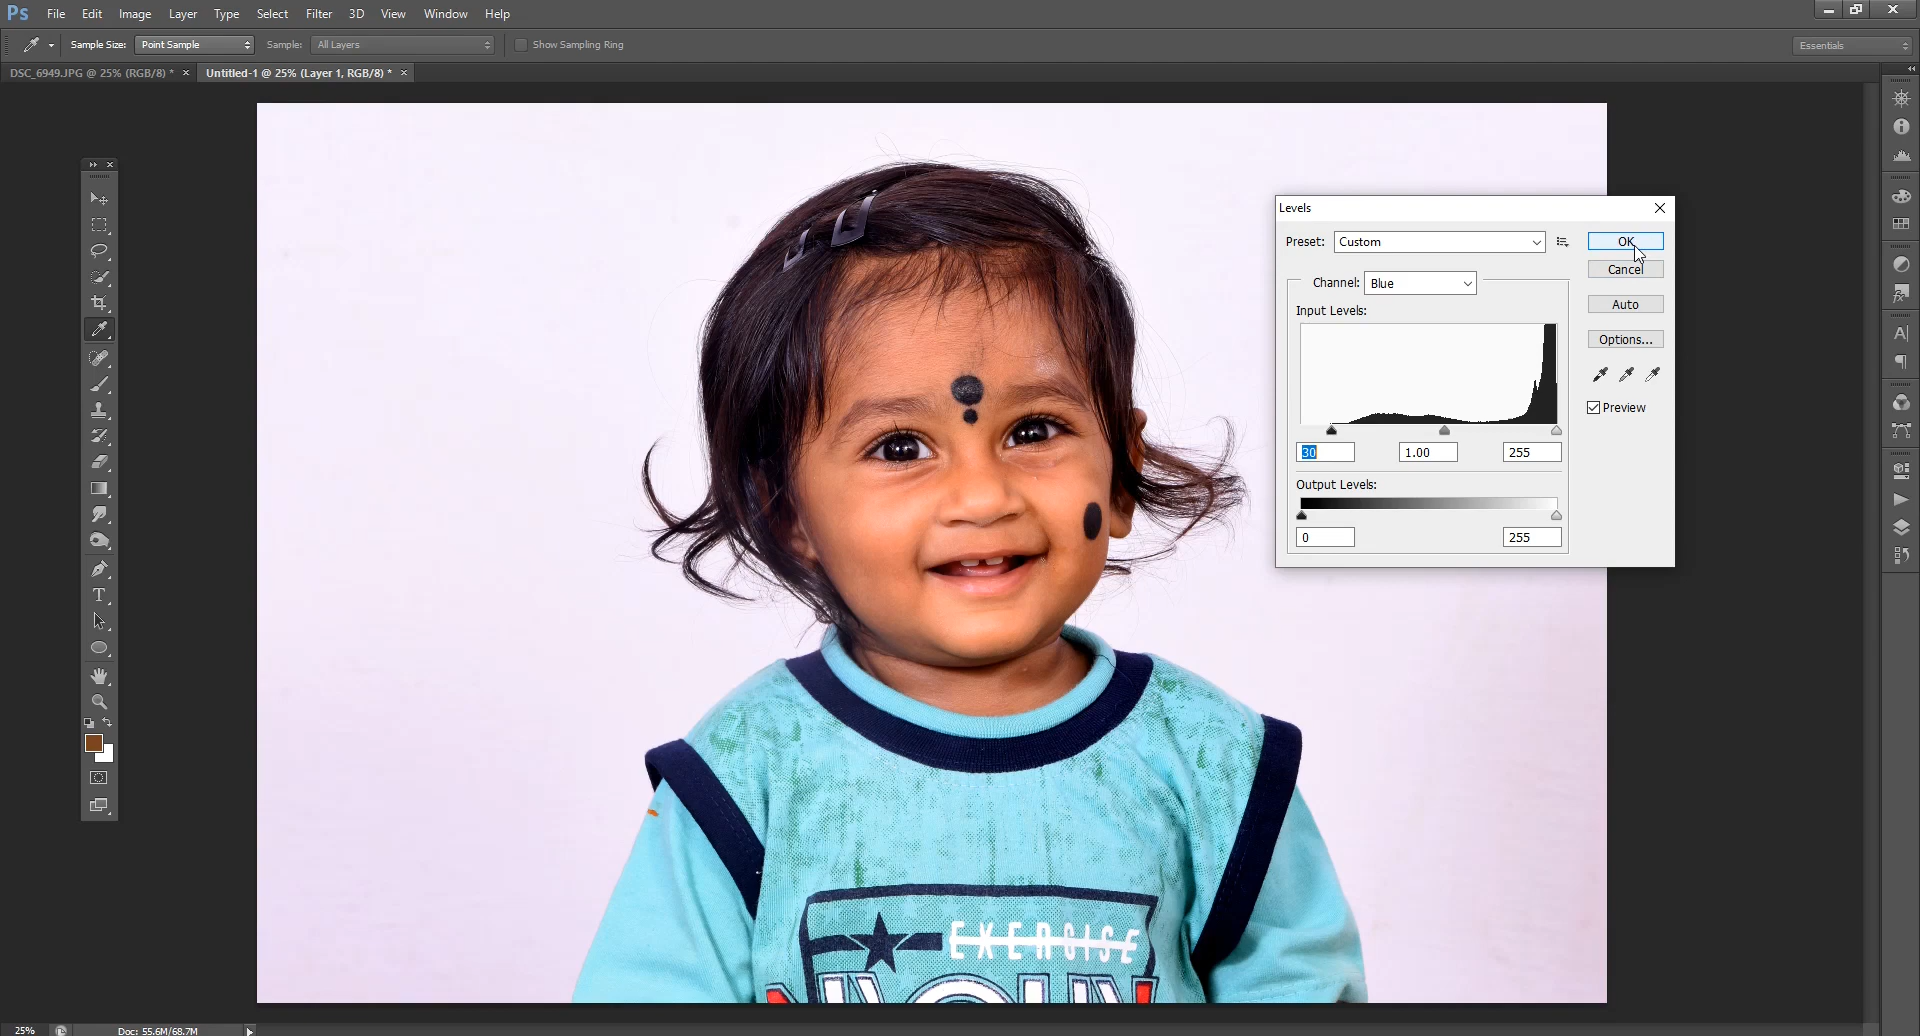 Ps File Edit Image Layer Type Select Filter 3D View Window Help
Sample Size: Point Sample Sample: All Layers Show Sampling Ring Essentials
DSC_6949.JPG @ 25% (RGB/8) * × Untitled-1 @ 25% (Layer 1, RGB/8) * ×
Levels
Preset: Custom OK
Cancel
Channel: Blue
Auto
Input Levels:
Options...
Preview
30 1.00 255
Output Levels:
0 255
EXERCISE
25% Doc: 55.6M/68.7M